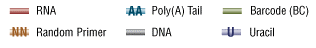 RNA AA Poly(A) Tail Barcode (BC)
NN Random Primer DNA U Uracil